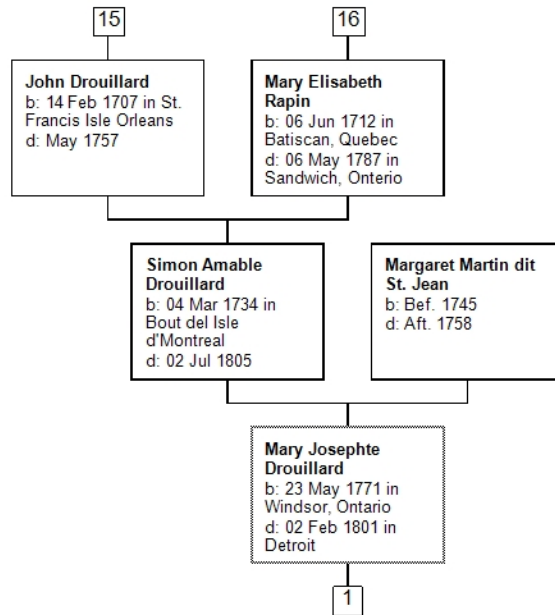 15
16
John Drouillard
b: 14 Feb 1707 in St.
Francis Isle Orleans
d: May 1757
Mary Elisabeth
Rapin
b: 06 Jun 1712 in
Batiscan, Quebec
d: 06 May 1787 in
Sandwich, Onterio
Simon Amable
Drouillard
b: 04 Mar 1734 in
Bout del Isle
d'Montreal
d: 02 Jul 1805
Margaret Martin dit
St. Jean
b: Bef. 1745
d: Aft. 1758
Mary Josephte
Drouillard
b: 23 May 1771 in
Windsor, Ontario
d: 02 Feb 1801 in
Detroit
1